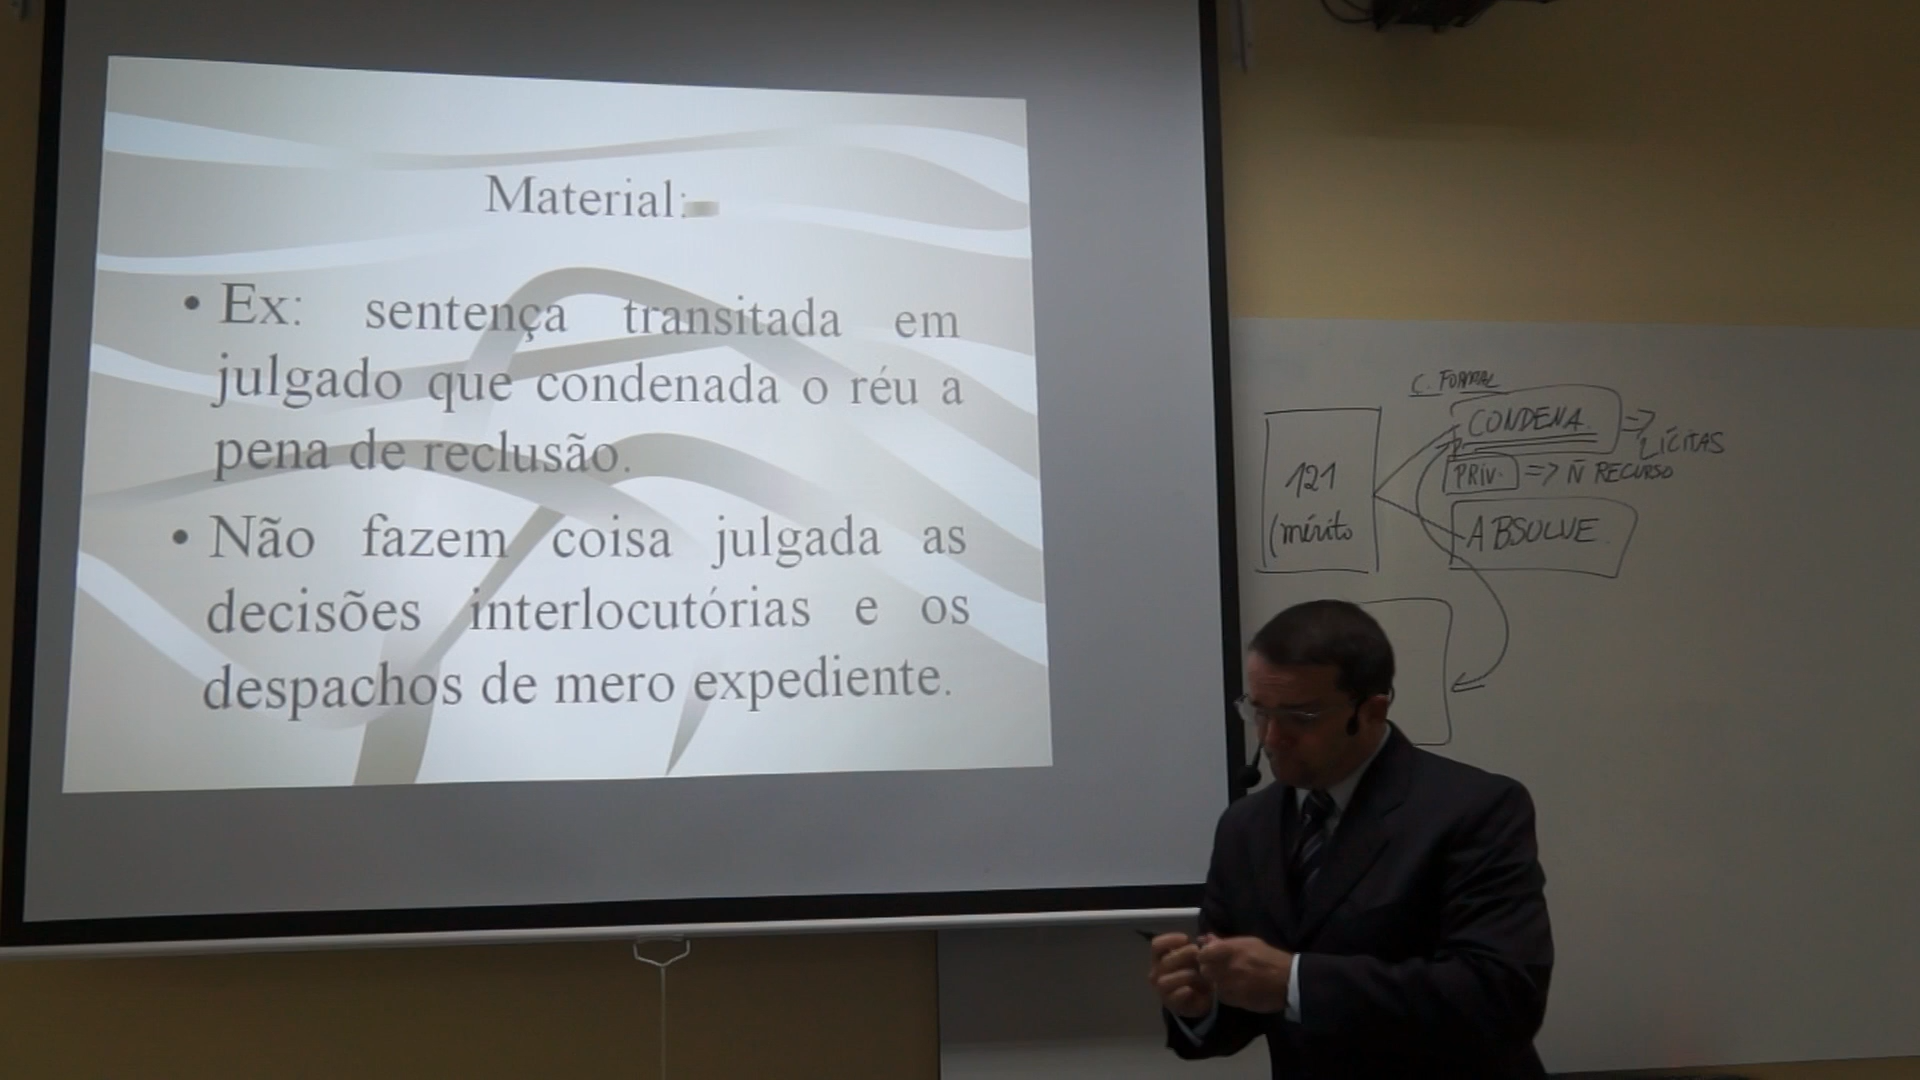 Material:
• Ex: sentença transitada em
julgado que condenada o réu a
pena de reclusão.
• Não fazem coisa julgada as
decisões interlocutórias e os
despachos de mero expediente.
C. FORMAL
CONDENA. =>
LÍCITAS
PRIV. => Ñ RECURSO
121
(mérito
ABSOLVE.